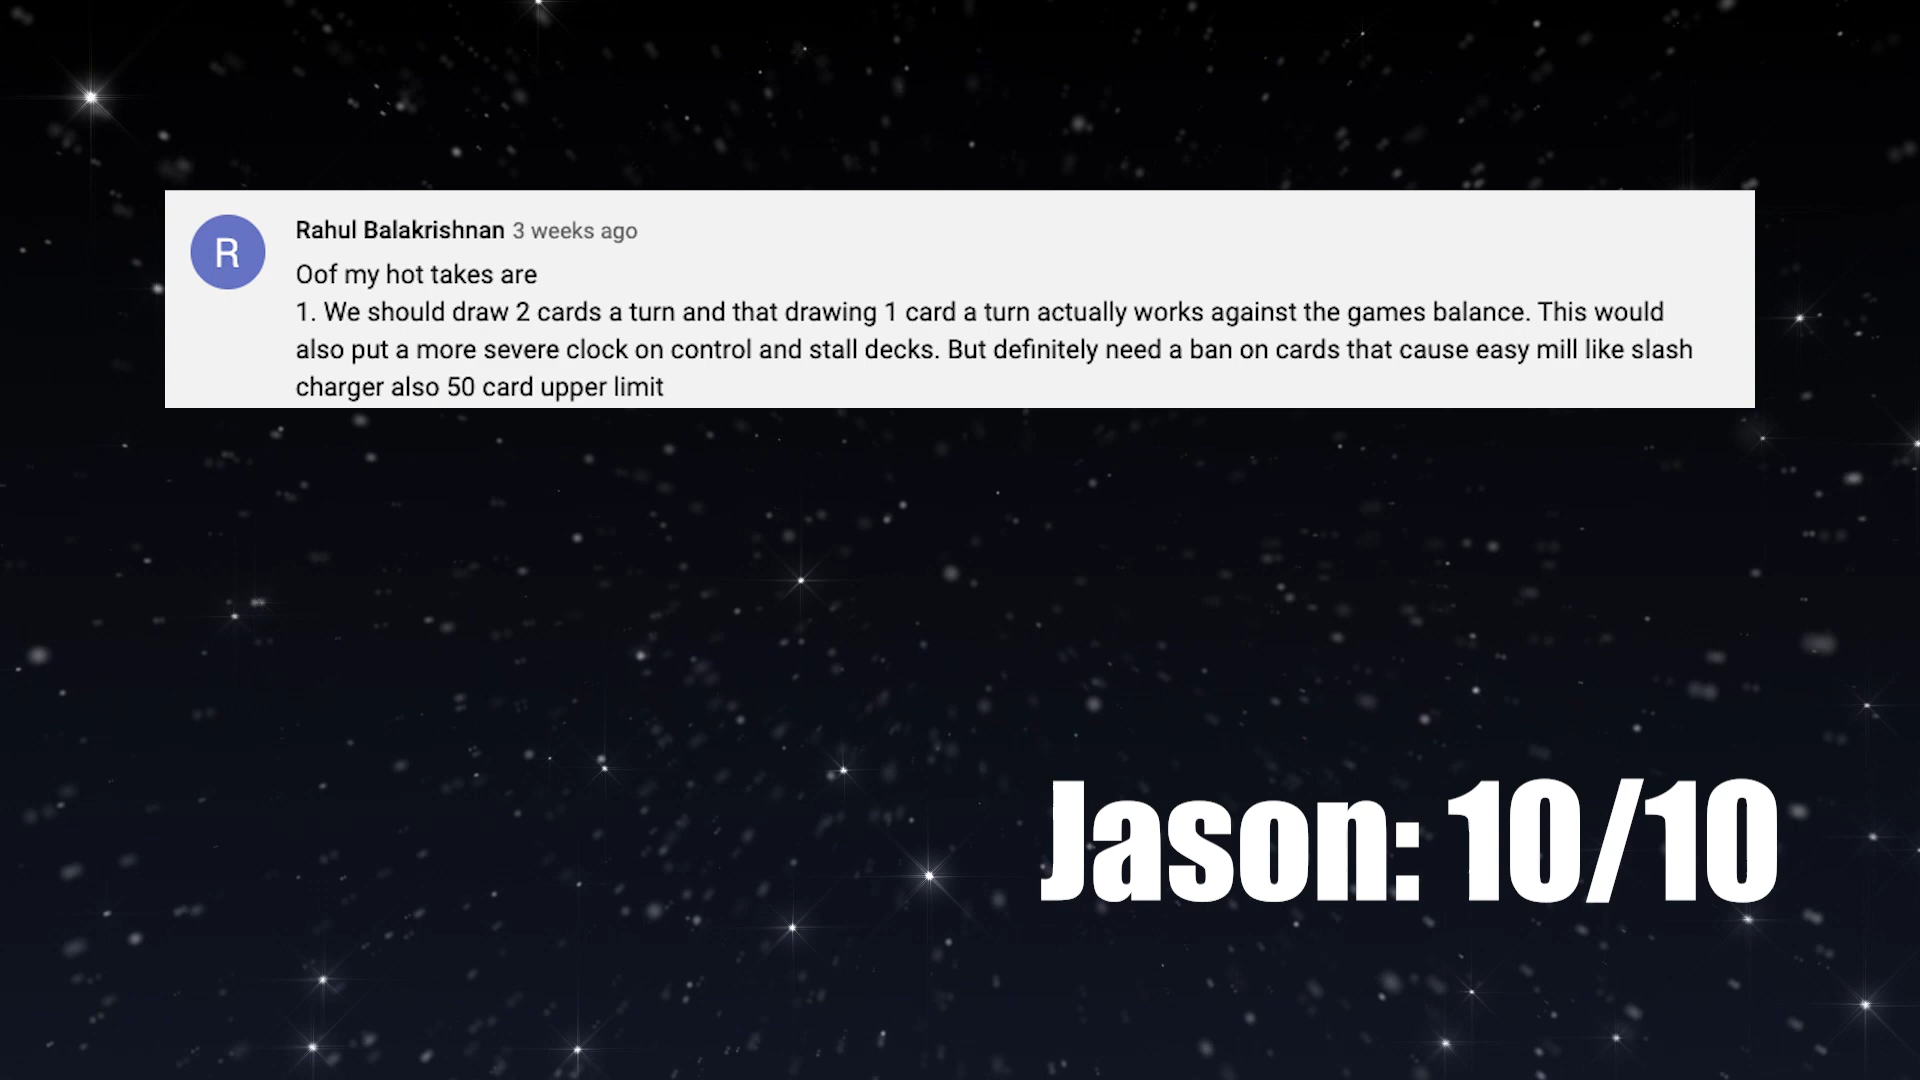 R
Rahul Balakrishnan 3 weeks ago
Oof my hot takes are
1. We should draw 2 cards a turn and that drawing 1 card a turn actually works against the games balance. This would
also put a more severe clock on control and stall decks. But definitely need a ban on cards that cause easy mill like slash
charger also 50 card upper limit
Jason: 10/10